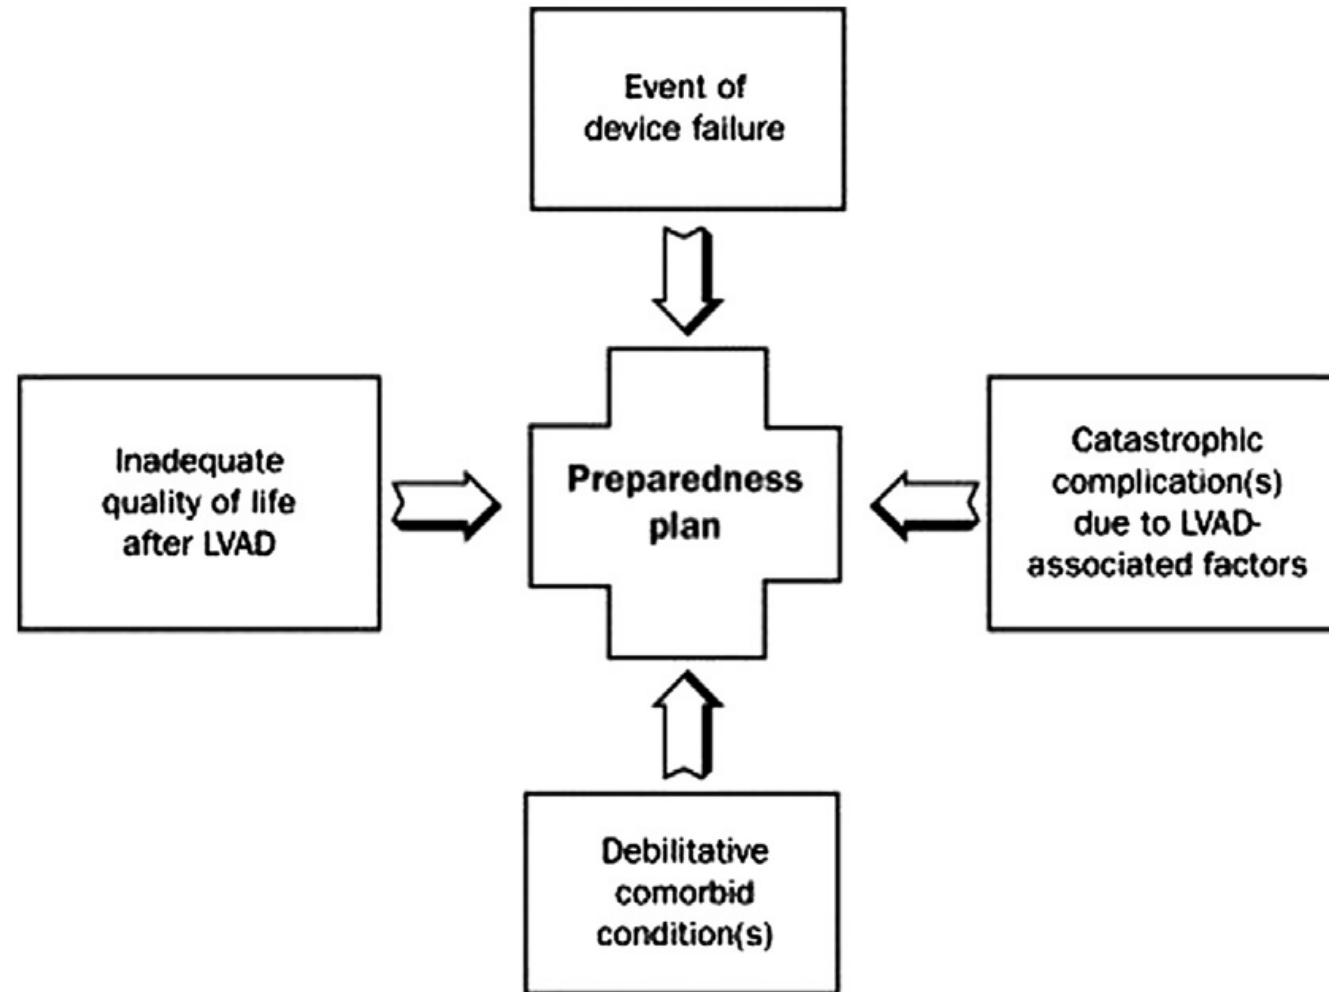 Event of
device failure
Inadequate
quality of life
after LVAD
Preparedness
plan
Catastrophic
complication(s)
due to LVAD-
associated factors
Debilitative
comorbid
condition(s)